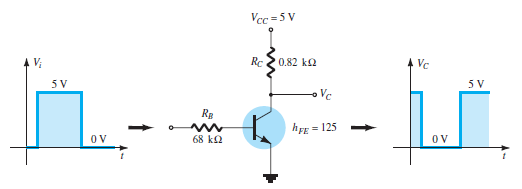 V_CC = 5 V
V_i
5 V
0 V
t
R_C 0.82 kΩ
V_C
R_B
68 kΩ
h_FE = 125
V_C
5 V
0 V
t